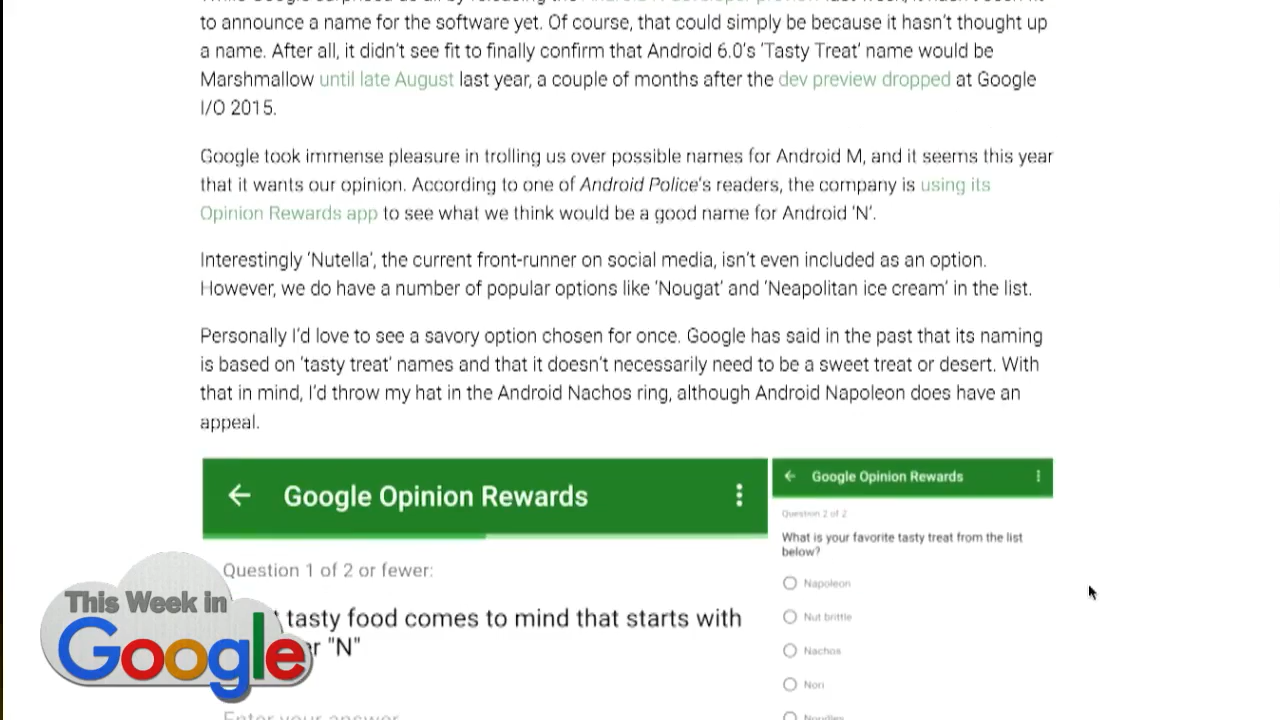 to announce a name for the software yet. Of course, that could simply be because it hasn't thought up
a name. After all, it didn't see fit to finally confirm that Android 6.0's 'Tasty Treat' name would be
Marshmallow until late August last year, a couple of months after the dev preview dropped at Google
I/O 2015.
Google took immense pleasure in trolling us over possible names for Android M, and it seems this year
that it wants our opinion. According to one of Android Police's readers, the company is using its
Opinion Rewards app to see what we think would be a good name for Android 'N'.
Interestingly 'Nutella', the current front-runner on social media, isn't even included as an option.
However, we do have a number of popular options like 'Nougat' and 'Neapolitan ice cream' in the list.
Personally I'd love to see a savory option chosen for once. Google has said in the past that its naming
is based on 'tasty treat' names and that it doesn't necessarily need to be a sweet treat or desert. With
that in mind, I'd throw my hat in the Android Nachos ring, although Android Napoleon does have an
appeal.
Google Opinion Rewards
Question 1 of 2 or fewer:
tasty food comes to mind that starts with
"N"
Enter your answer
Google Opinion Rewards
Question 2 of 2
What is your favorite tasty treat from the list
below?
Napoleon
Nut brittle
Nachos
Nori
Noodles
This Week in
Google